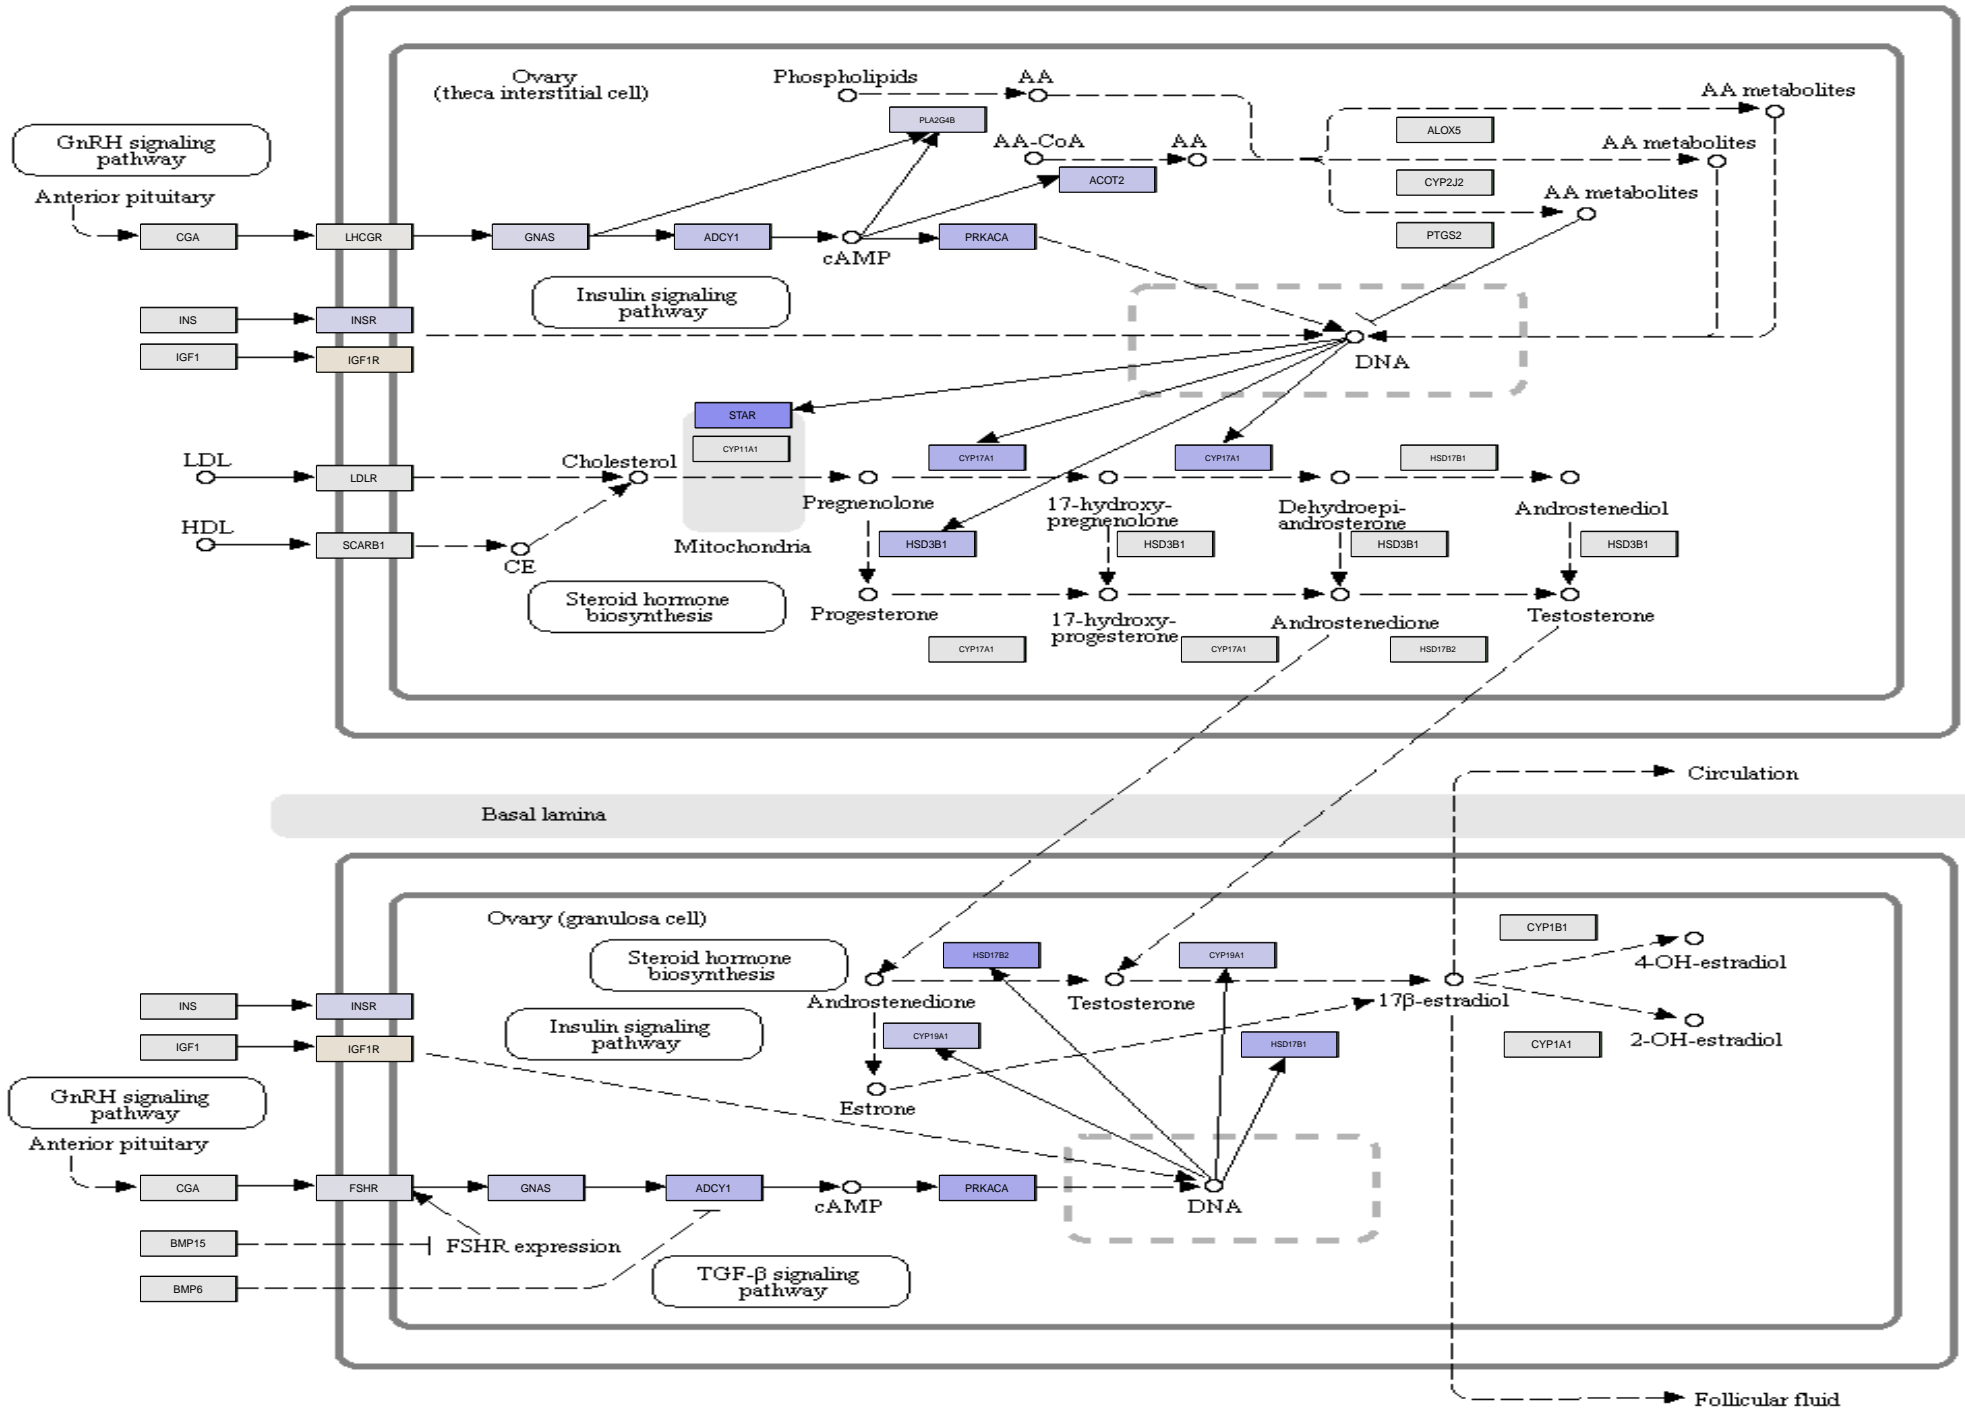 Ovary
(theca interstitial cell)
Phospholipids
AA
AA metabolites
PLA2G4B
ALOX5
GnRH signaling
pathway
AA-CoA
AA
AA metabolites
ACOT2
CYP2J2
AA metabolites
Anterior pituitary
CGA
LHCGR
GNAS
ADCY1
cAMP
PRKACA
PTGS2
Insulin signaling
pathway
INS
INSR
IGF1
IGF1R
DNA
STAR
CYP11A1
LDL
LDLR
Cholesterol
CYP17A1
CYP17A1
HSD17B1
Pregnenolone
17-hydroxy-
pregnenolone
Dehydroepi-
androsterone
Androstenediol
HDL
SCARB1
CE
Mitochondria
HSD3B1
HSD3B1
HSD3B1
HSD3B1
Steroid hormone
biosynthesis
Progesterone
17-hydroxy-
progesterone
Androstenedione
Testosterone
CYP17A1
CYP17A1
HSD17B2
Circulation
Basal lamina
Ovary (granulosa cell)
CYP1B1
Steroid hormone
biosynthesis
HSD17B2
CYP19A1
4-OH-estradiol
Androstenedione
Testosterone
17β-estradiol
INS
INSR
Insulin signaling
pathway
CYP19A1
HSD17B1
CYP1A1
2-OH-estradiol
IGF1
IGF1R
GnRH signaling
pathway
Estrone
Anterior pituitary
CGA
FSHR
GNAS
ADCY1
cAMP
PRKACA
DNA
BMP15
FSHR expression
BMP6
TGF-β signaling
pathway
Follicular fluid